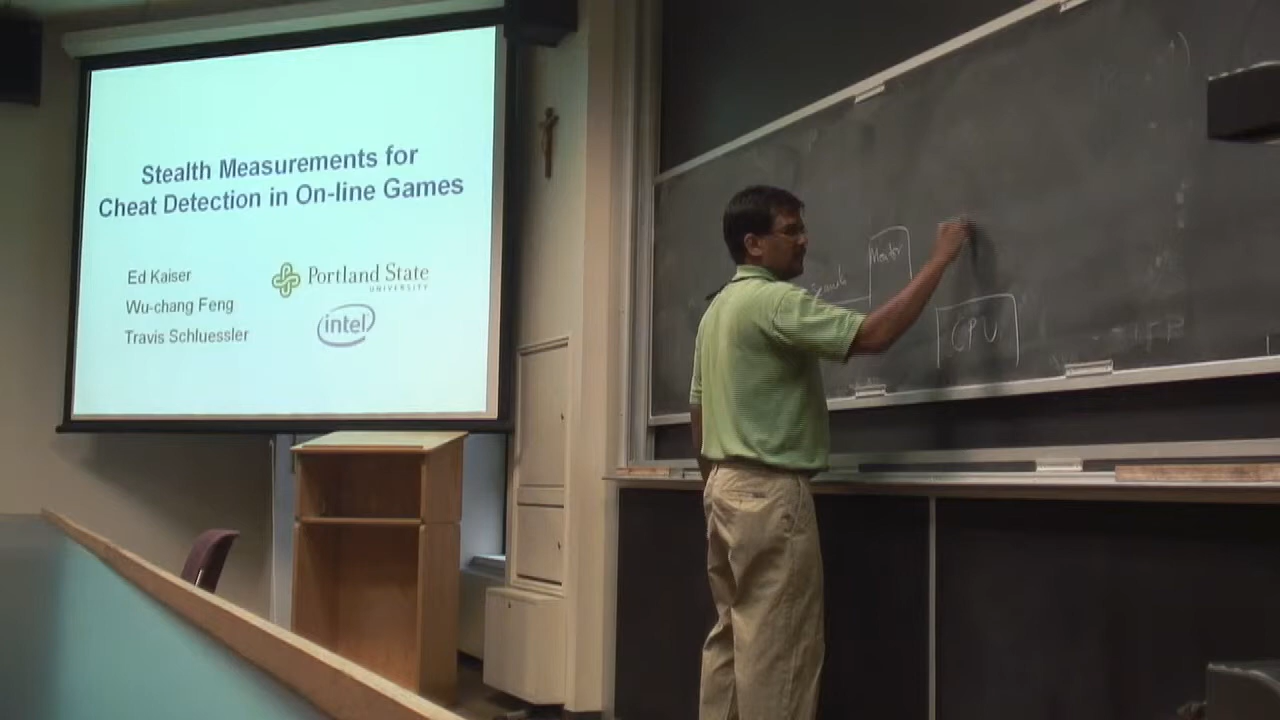 Stealth Measurements for
Cheat Detection in On-line Games
Ed Kaiser
Wu-chang Feng
Travis Schluessler
Portland State
UNIVERSITY
intel
CPU